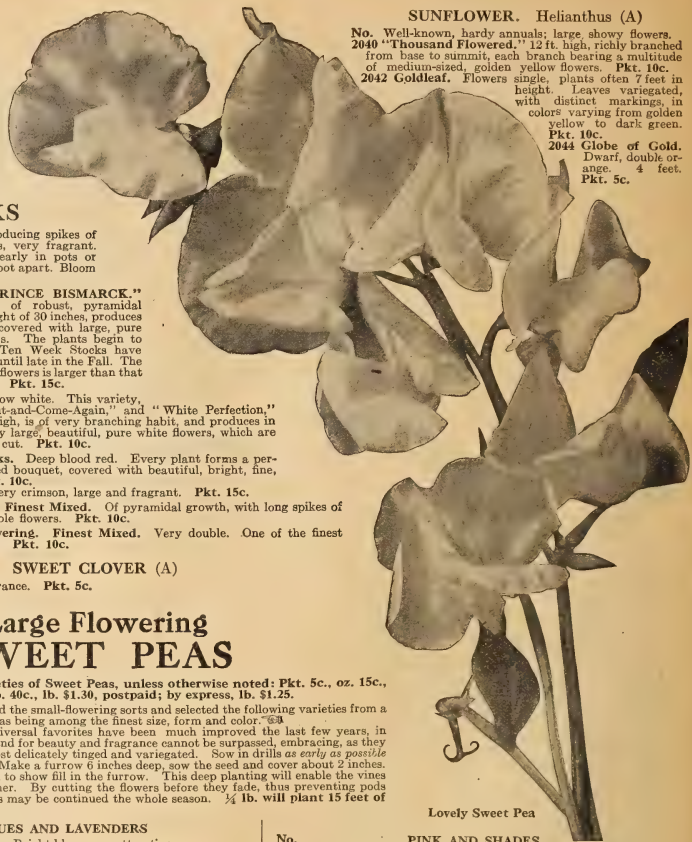 SUNFLOWER. Helianthus (A)
No. Well-known, hardy annuals; large, showy flowers.
2040 "Thousand Flowered." 12 ft. high, richly branched
from base to summit, each branch bearing a multitude
of medium-sized, golden yellow flowers. Pkt. 10c.
2042 Goldleaf. Flowers single, plants often 7 feet in
height. Leaves variegated,
with distinct markings, in
colors varying from golden
yellow to dark green.
Pkt. 10c.
2044 Globe of Gold.
Dwarf, double or-
ange. 4 feet.
Pkt. 5c.
KS
oducing spikes of
s, very fragrant.
early in pots or
oot apart. Bloom
RINCE BISMARCK."
of robust, pyramidal
ght of 30 inches, produces
covered with large, pure
s. The plants begin to
Ten Week Stocks have
until late in the Fall. The
flowers is larger than that
Pkt. 15c.
ow white. This variety,
t-and-Come-Again," and "White Perfection,"
igh, is of very branching habit, and produces in
y large, beautiful, pure white flowers, which are
cut. Pkt. 10c.
ks. Deep blood red. Every plant forms a per-
ed bouquet, covered with beautiful, bright, fine,
. 10c.
ery crimson, large and fragrant. Pkt. 15c.
Finest Mixed. Of pyramidal growth, with long spikes of
ble flowers. Pkt. 10c.
vering. Finest Mixed. Very double. One of the finest
Pkt. 10c.
SWEET CLOVER (A)
rance. Pkt. 5c.
Large Flowering
WEET PEAS
eties of Sweet Peas, unless otherwise noted: Pkt. 5c., oz. 15c.,
b. 40c., lb. $1.30, postpaid; by express, lb. $1.25.
d the small-flowering sorts and selected the following varieties from a
as being among the finest size, form and color.
iversal favorites have been much improved the last few years, in
nd for beauty and fragrance cannot be surpassed, embracing, as they
st delicately tinged and variegated. Sow in drills as early as possible
Make a furrow 6 inches deep, sow the seed and cover about 2 inches.
to show fill in the furrow. This deep planting will enable the vines
her. By cutting the flowers before they fade, thus preventing pods
s may be continued the whole season. ¼ lb. will plant 15 feet of
Lovely Sweet Pea
UES AND LAVENDERS
No. PINK AND SHADES